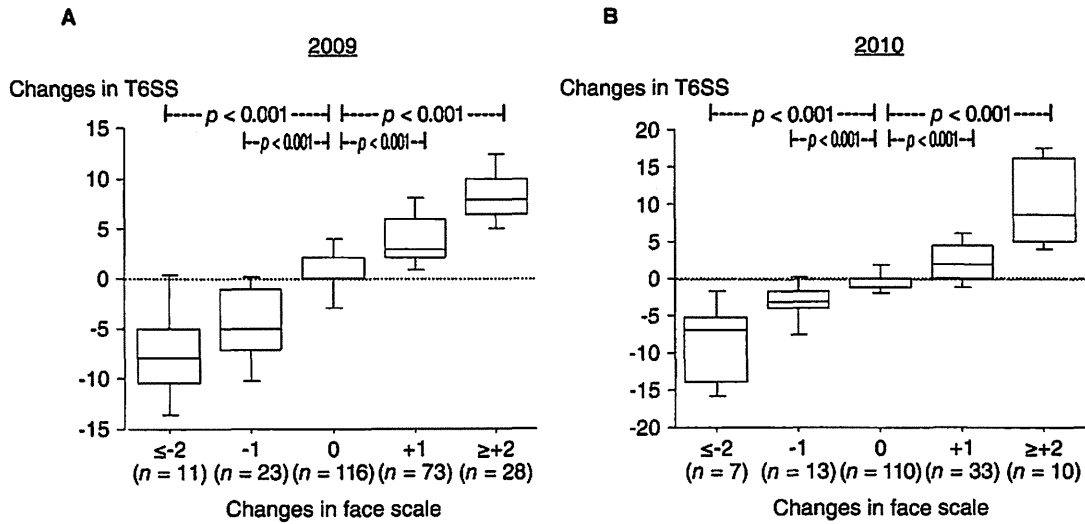 A
2009
Changes in T6SS
p < 0.001 p < 0.001
p < 0.001 p < 0.001
15
10
5
0
-5
-10
-15
≤-2 -1 0 +1 ≥+2
(n = 11) (n = 23) (n = 116) (n = 73) (n = 28)
Changes in face scale
B
2010
Changes in T6SS
p < 0.001 p < 0.001
p < 0.001 p < 0.001
20
15
10
5
0
-5
-10
-15
-20
≤-2 -1 0 +1 ≥+2
(n = 7) (n = 13) (n = 110) (n = 33) (n = 10)
Changes in face scale